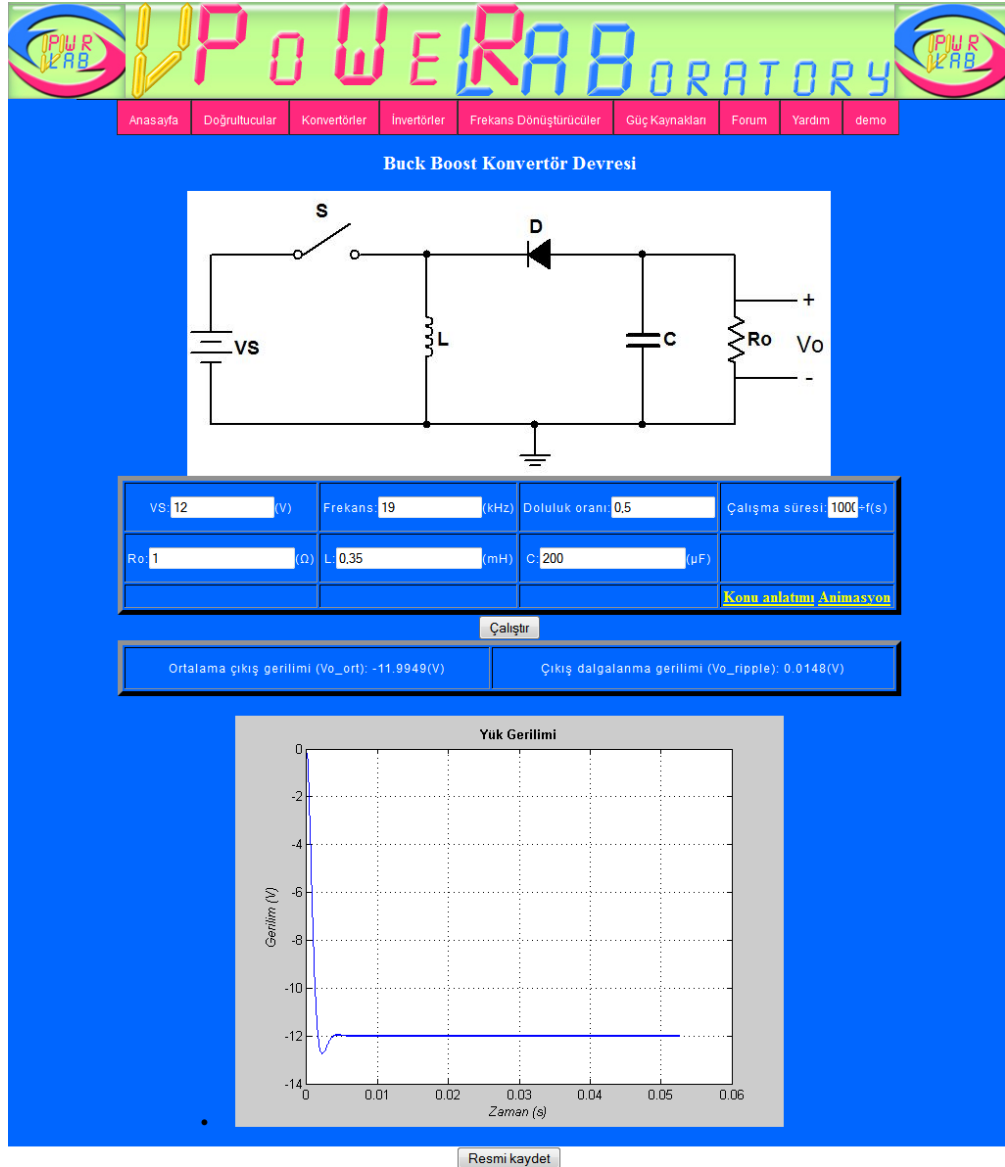 PWR
LAB
VPOWERLABORATORY
PWR
LAB
Anasayfa Doğrultucular Konvertörler İnvertörler Frekans Dönüştürücüler Güç Kaynakları Forum Yardım demo
Buck Boost Konvertör Devresi
S
D
VS
L
C
Ro
+
Vo
-
VS: 12 (V) Frekans: 19 (kHz) Doluluk oranı: 0,5 Çalışma süresi: 1000 ÷f(s)
Ro: 1 (Ω) L: 0,35 (mH) C: 200 (µF)
Konu anlatımı Animasyon
Çalıştır
Ortalama çıkış gerilimi (Vo_ort): -11.9949(V) Çıkış dalgalanma gerilimi (Vo_ripple): 0.0148(V)
Yük Gerilimi
0
-2
-4
-6
-8
-10
-12
-14
Gerilim (V)
0 0.01 0.02 0.03 0.04 0.05 0.06
Zaman (s)
Resmi kaydet